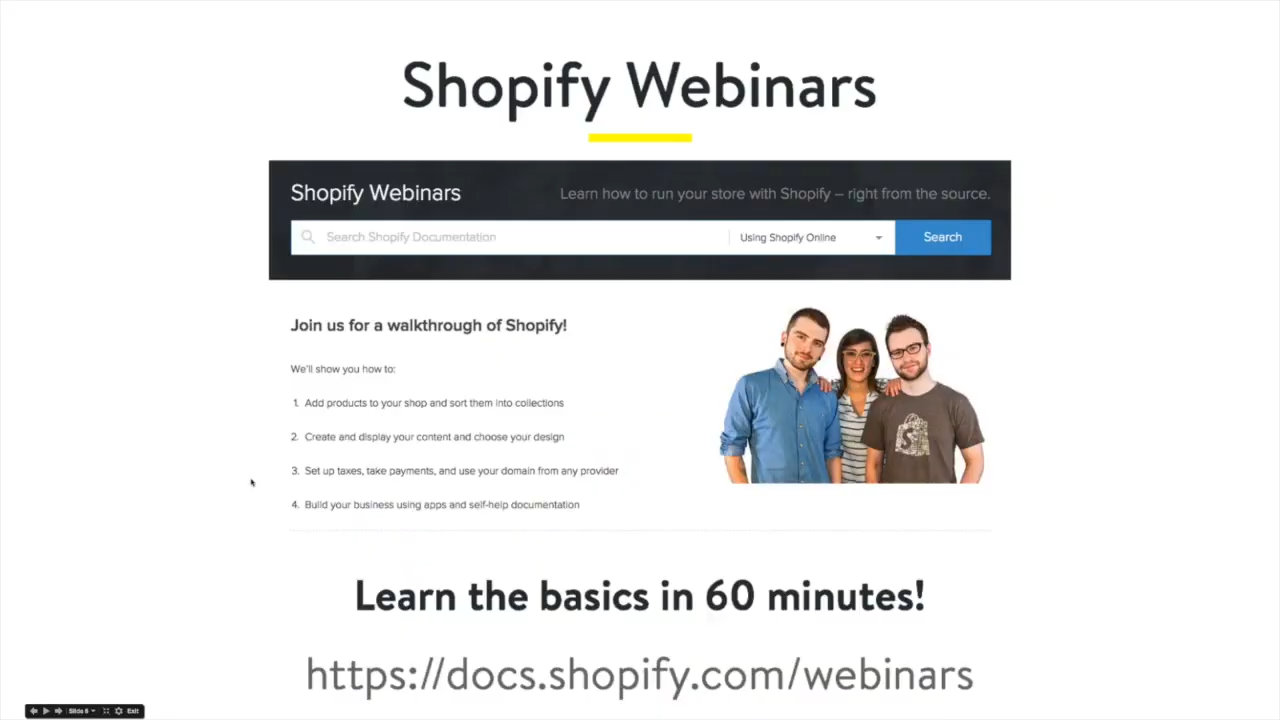 Shopify Webinars
Shopify Webinars
Learn how to run your store with Shopify – right from the source.
Search Shopify Documentation
Using Shopify Online
Search
Join us for a walkthrough of Shopify!
We'll show you how to:
1. Add products to your shop and sort them into collections
2. Create and display your content and choose your design
3. Set up taxes, take payments, and use your domain from any provider
4. Build your business using apps and self-help documentation
Learn the basics in 60 minutes!
https://docs.shopify.com/webinars
Slide 8
Exit